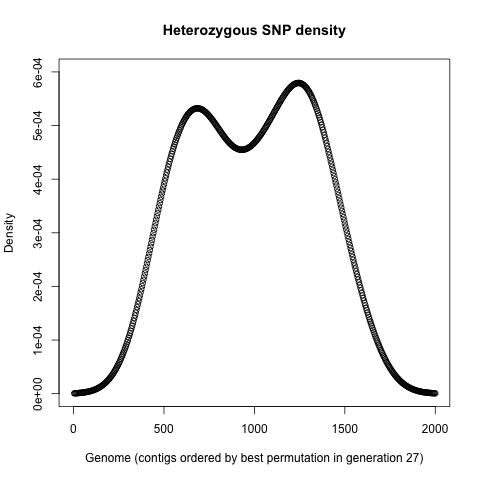 Heterozygous SNP density
Density
6e-04
5e-04
4e-04
3e-04
2e-04
1e-04
0e+00
0 500 1000 1500 2000
Genome (contigs ordered by best permutation in generation 27)